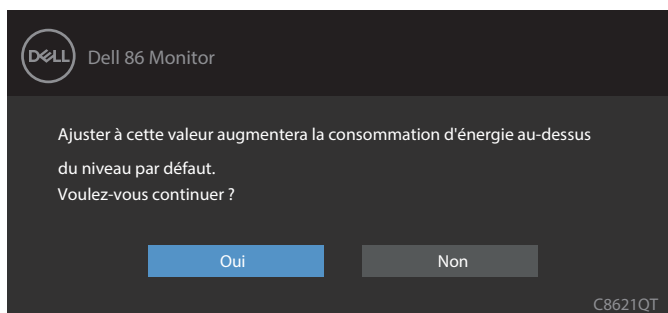 DELL
Dell 86 Monitor
Ajuster à cette valeur augmentera la consommation d'énergie au-dessus
du niveau par défaut.
Voulez-vous continuer ?
Oui
Non
C8621QT